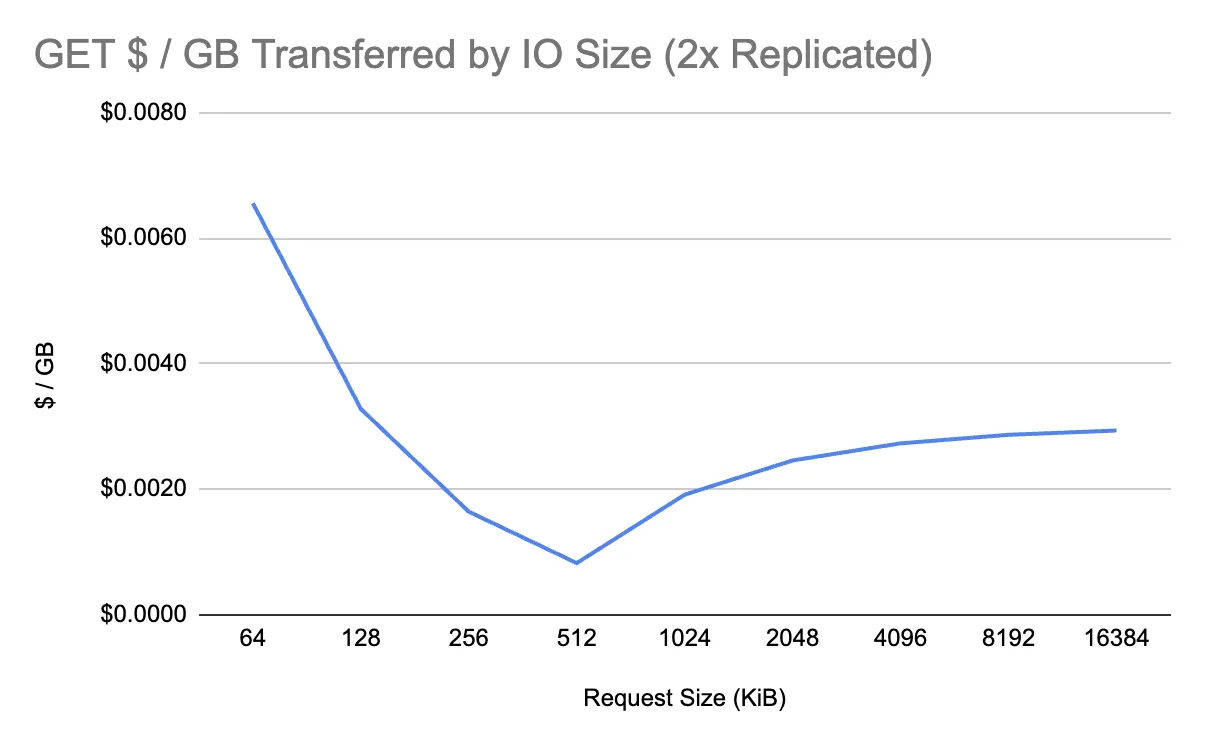 GET $ / GB Transferred by IO Size (2x Replicated)
$0.0080
$0.0060
$0.0040
$0.0020
$0.0000
$ / GB
64 128 256 512 1024 2048 4096 8192 16384
Request Size (KiB)